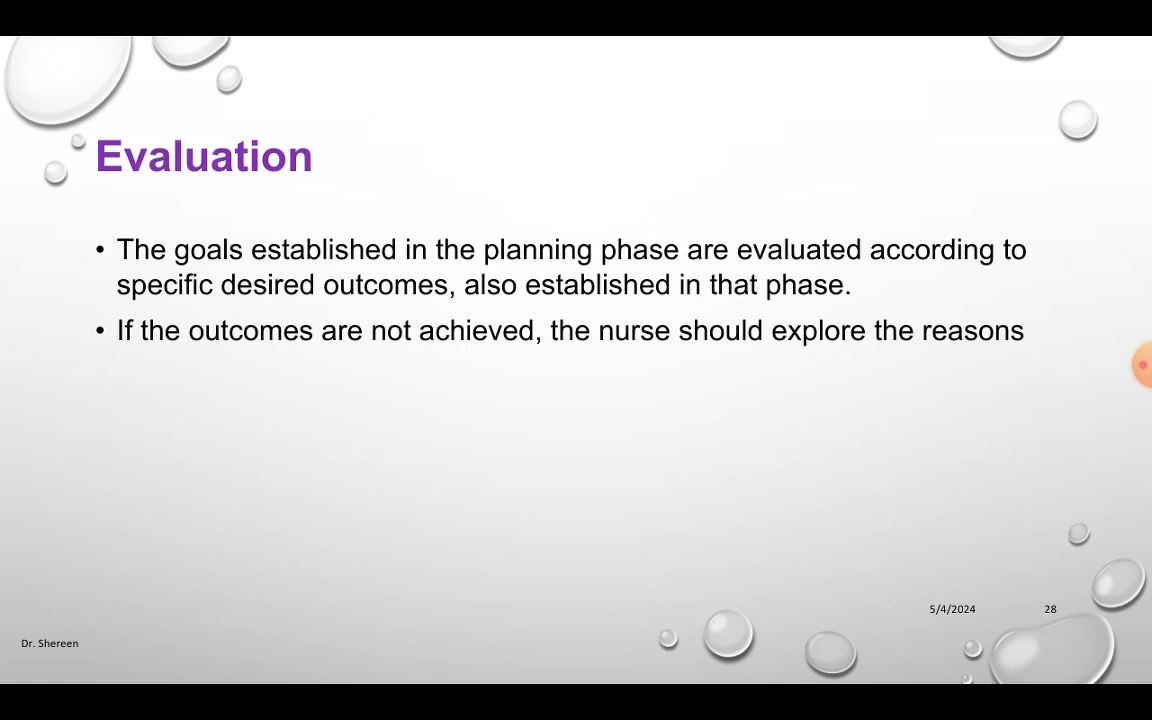 Evaluation
• The goals established in the planning phase are evaluated according to
specific desired outcomes, also established in that phase.
• If the outcomes are not achieved, the nurse should explore the reasons
5/4/2024
28
Dr. Shereen